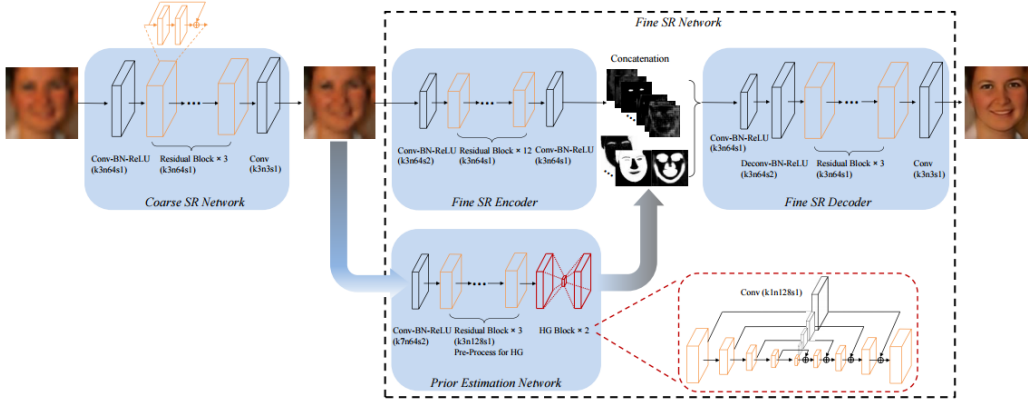 Fine SR Network
Concatenation
Conv-BN-ReLU
(k3n64s1)
Residual Block × 3
(k3n64s1)
Conv
(k3n3s1)
Coarse SR Network
Conv-BN-ReLU
(k3n64s2)
Residual Block × 12
(k3n64s1)
Conv-BN-ReLU
(k3n64s1)
Fine SR Encoder
Conv-BN-ReLU
(k3n64s1)
Deconv-BN-ReLU
(k3n64s2)
Residual Block × 3
(k3n64s1)
Conv
(k3n3s1)
Fine SR Decoder
Conv-BN-ReLU
(k7n64s2)
Residual Block × 3
(k3n128s1)
Pre-Process for HG
HG Block × 2
Prior Estimation Network
Conv (k1n128s1)